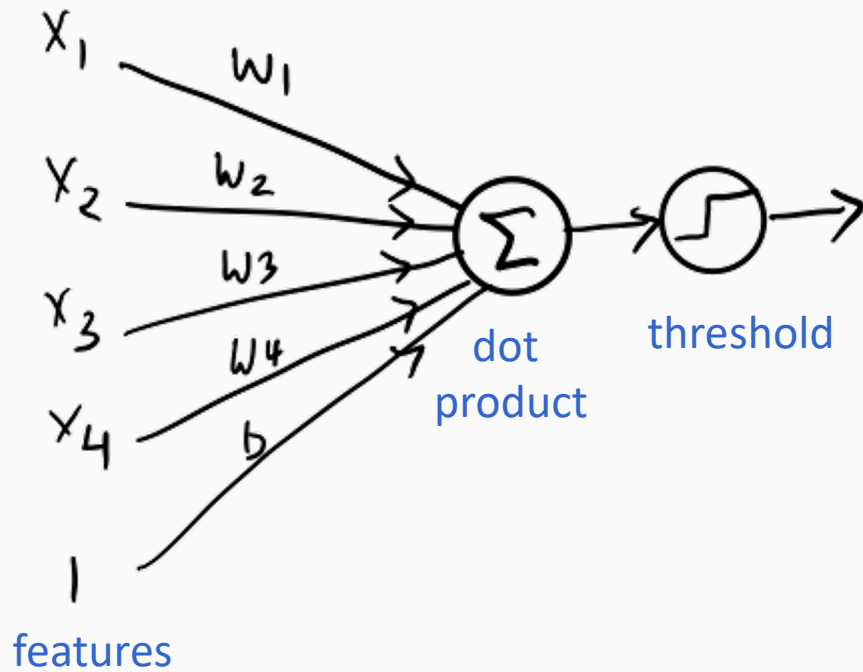 X1
W1
X2
W2
X3
W3
X4
W4
1
b
Σ
features
dot
product
threshold